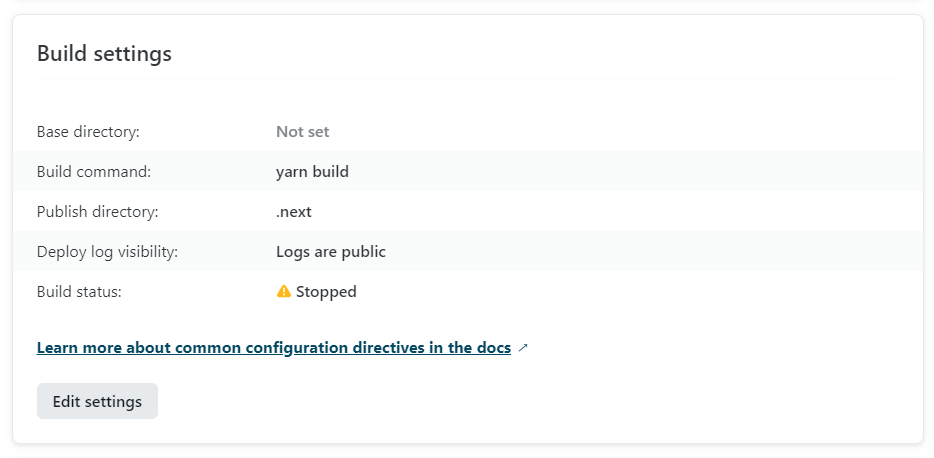 Build settings
Base directory: Not set
Build command: yarn build
Publish directory: .next
Deploy log visibility: Logs are public
Build status: Stopped
Learn more about common configuration directives in the docs ↗
Edit settings